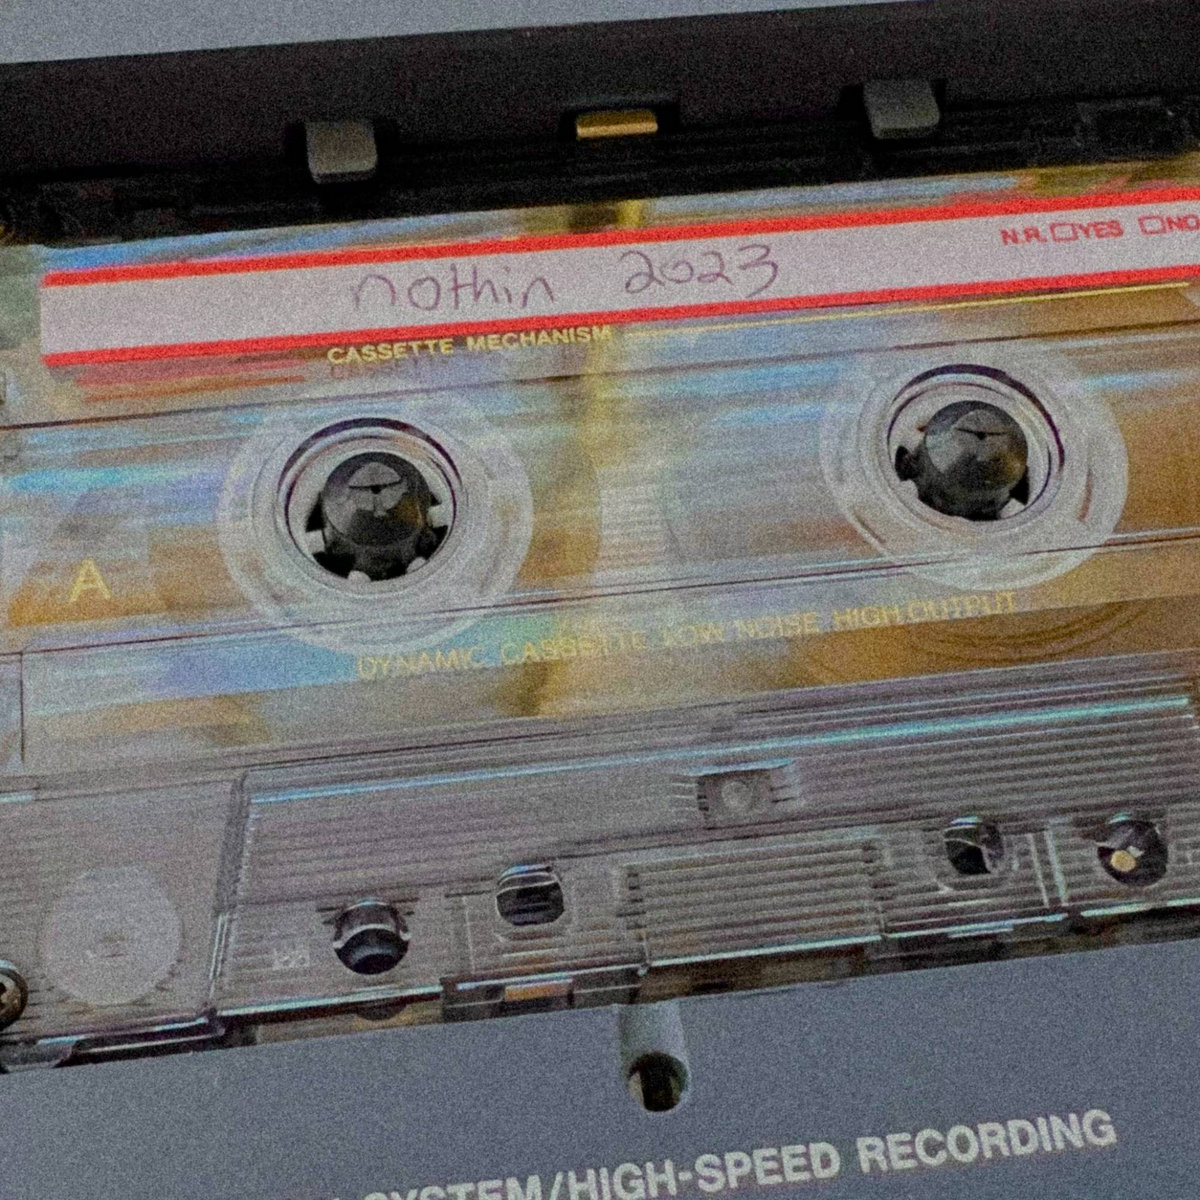 N.R. □YES □NO
nothin 2023
CASSETTE MECHANISM
A
DYNAMIC CASSETTE LOW NOISE HIGH OUTPUT
SYSTEM/HIGH-SPEED RECORDING